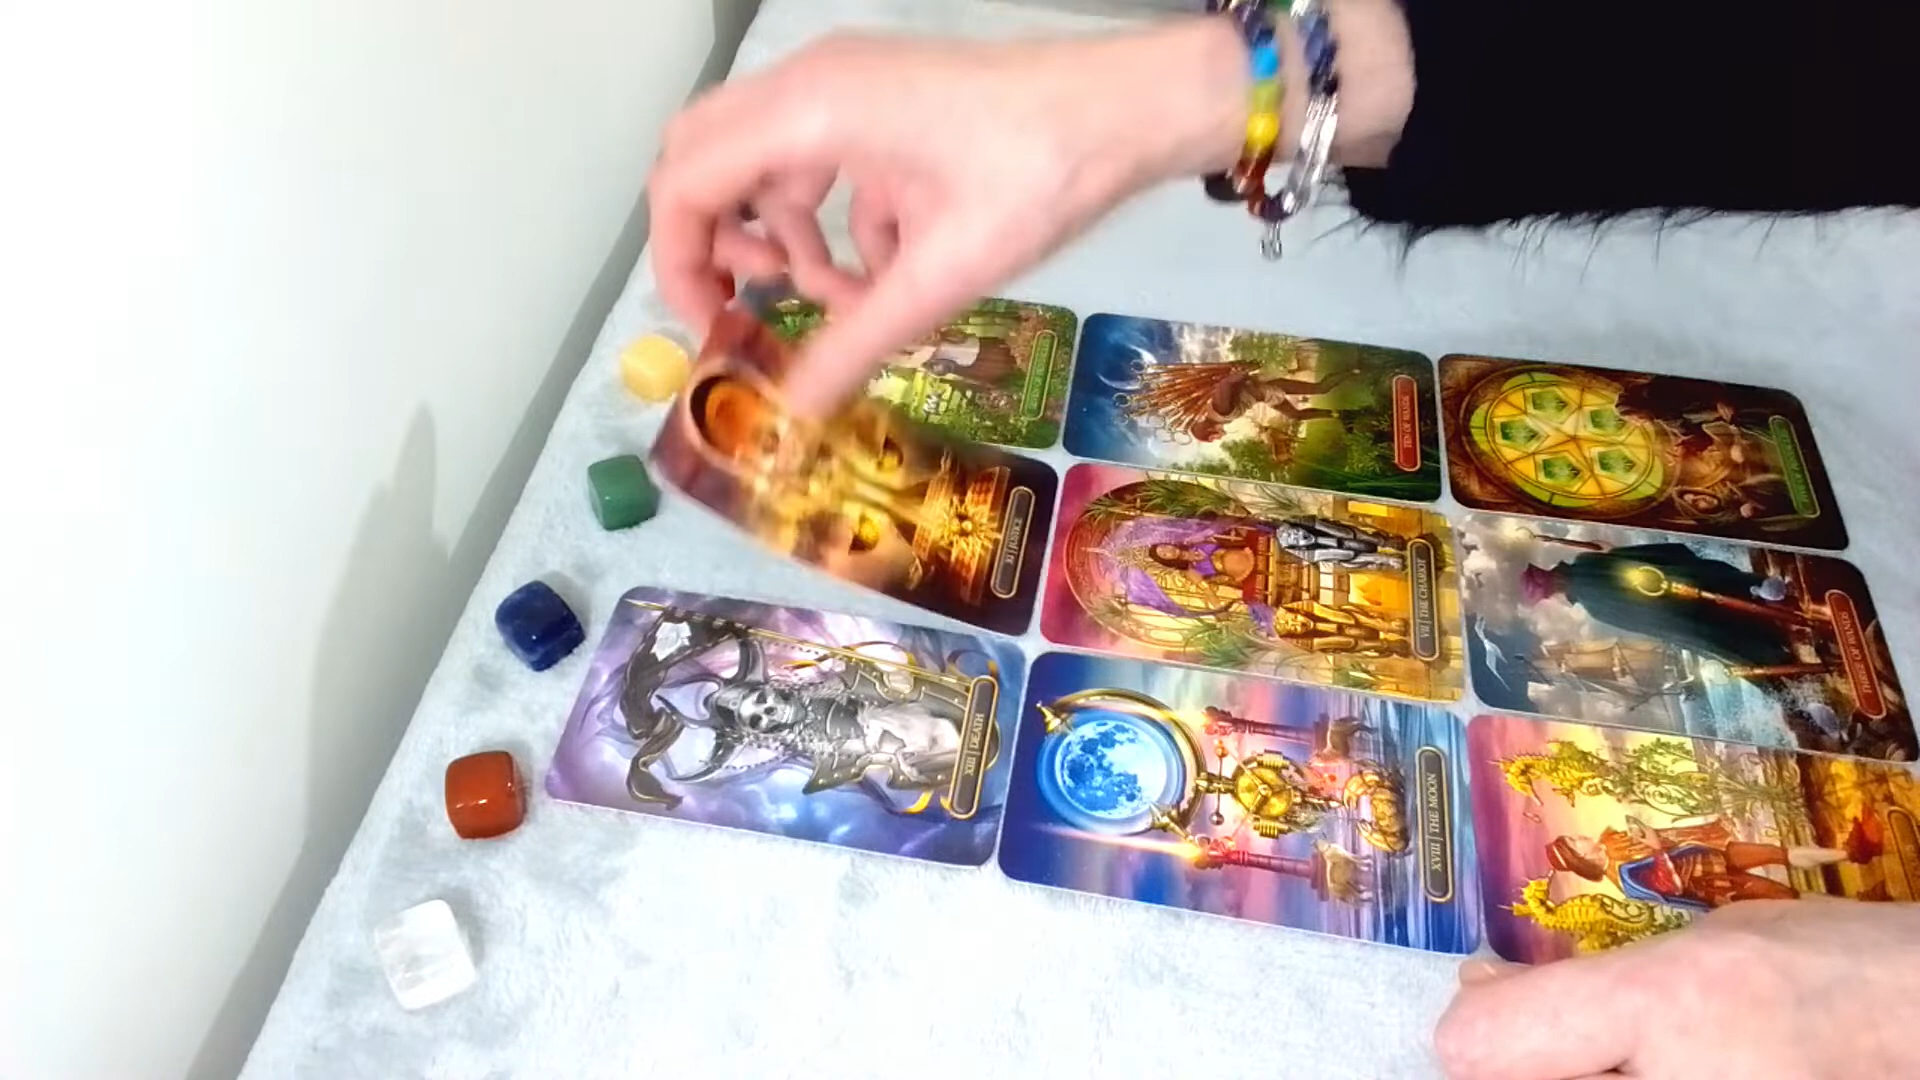 TEN OF WANDS
XI | JUSTICE
VII | THE CHARIOT
THREE OF WANDS
XIII | DEATH
XVIII | THE MOON